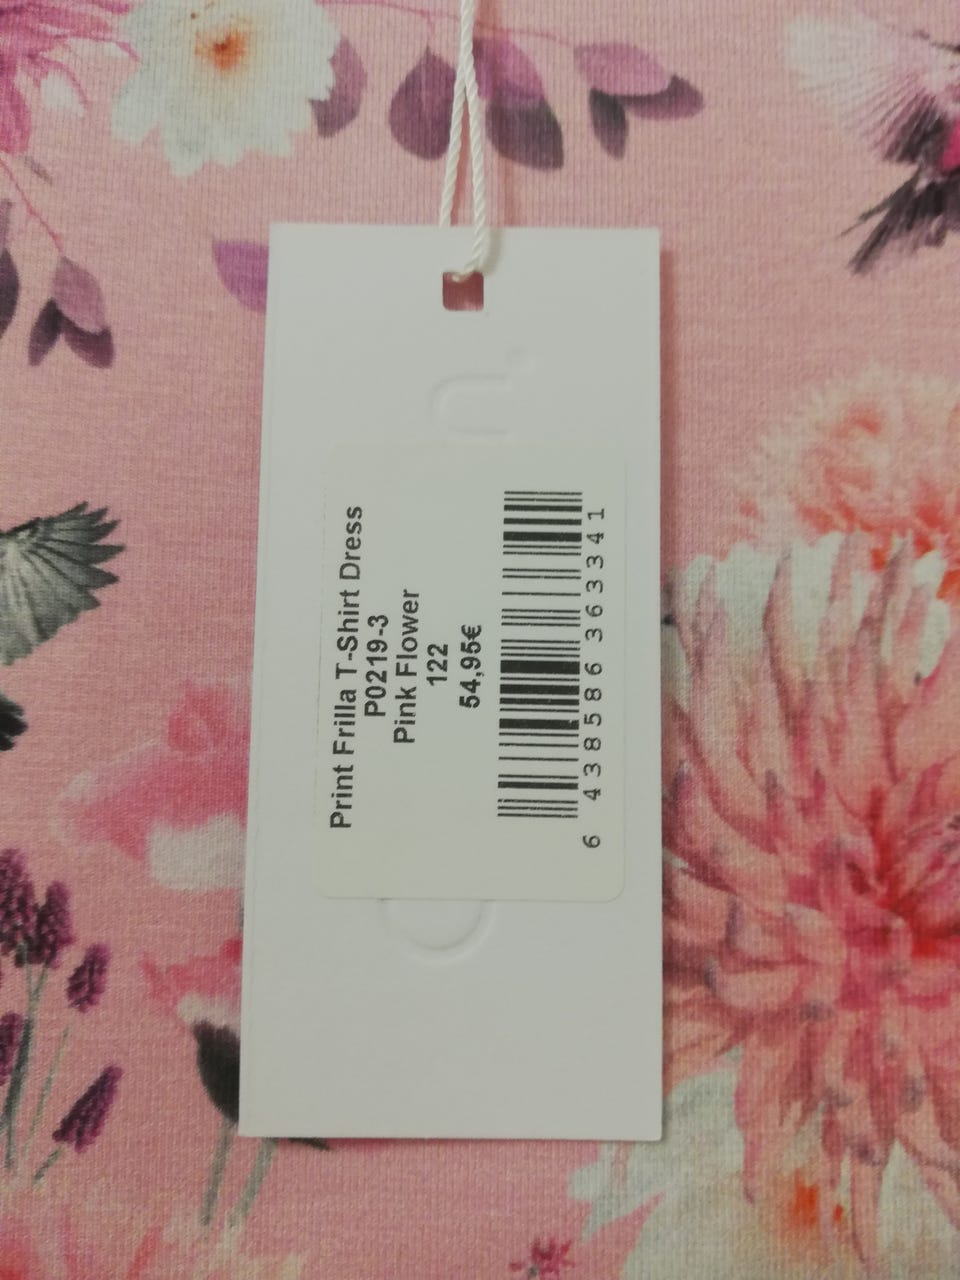 Print Frilla T-Shirt Dress
P0219-3
Pink Flower
122
54,95€
6 438586 363341